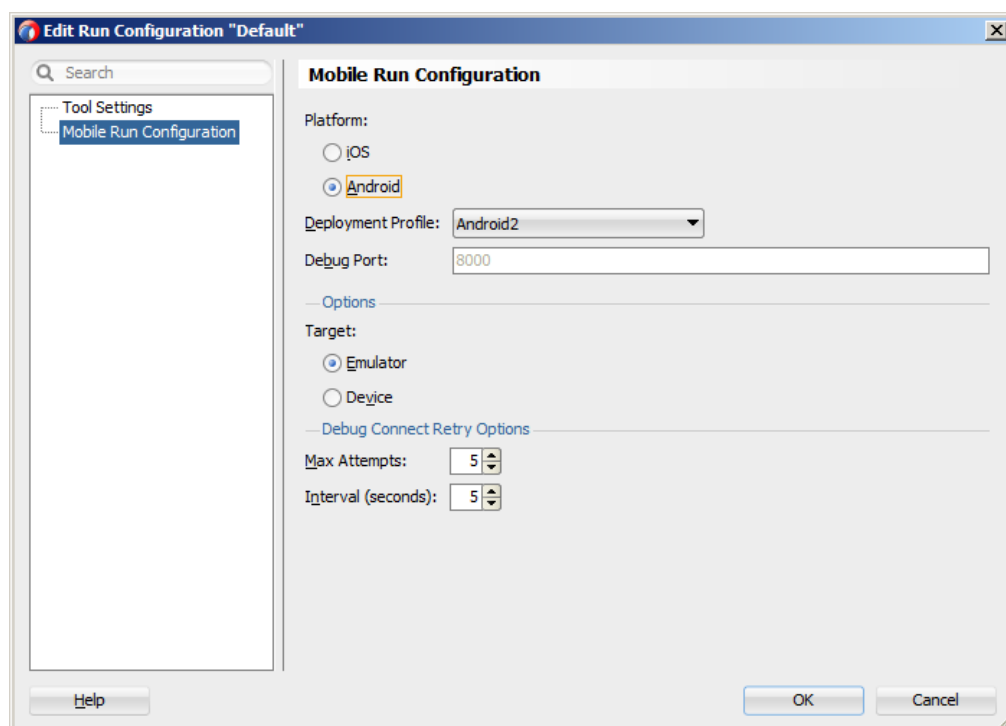 Edit Run Configuration "Default"
Search
Tool Settings
Mobile Run Configuration
Mobile Run Configuration
Platform:
iOS
Android
Deployment Profile: Android2
Debug Port: 8000
Options
Target:
Emulator
Device
Debug Connect Retry Options
Max Attempts: 5
Interval (seconds): 5
Help OK Cancel